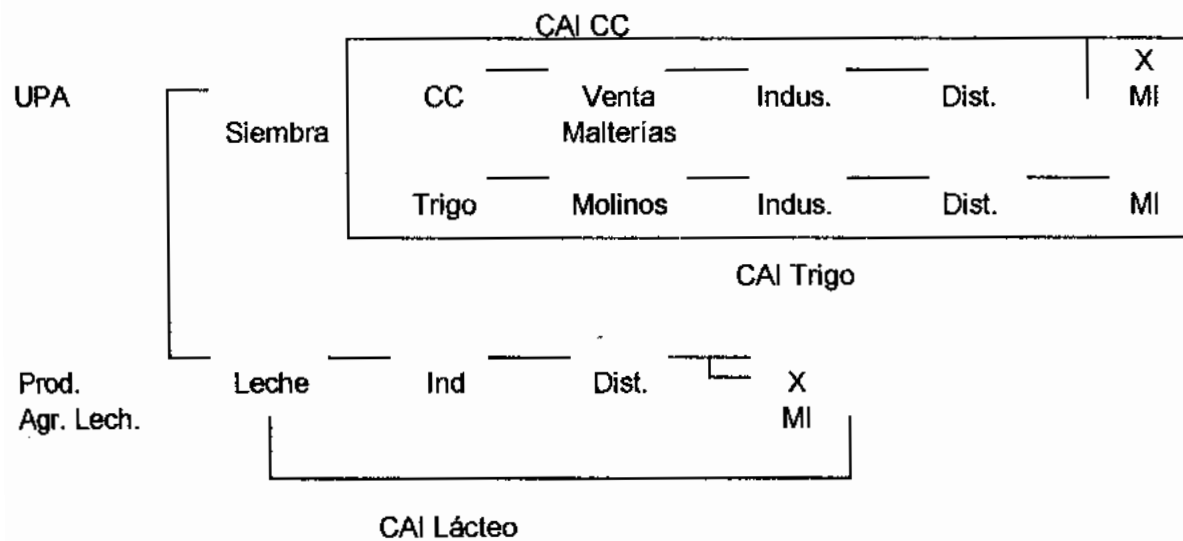 CAI CC
X
UPA CC Venta Indus. Dist. MI
Siembra Malterías
Trigo Molinos Indus. Dist. MI
CAI Trigo
Prod. Leche Ind Dist. X
Agr. Lech. MI
CAI Lácteo